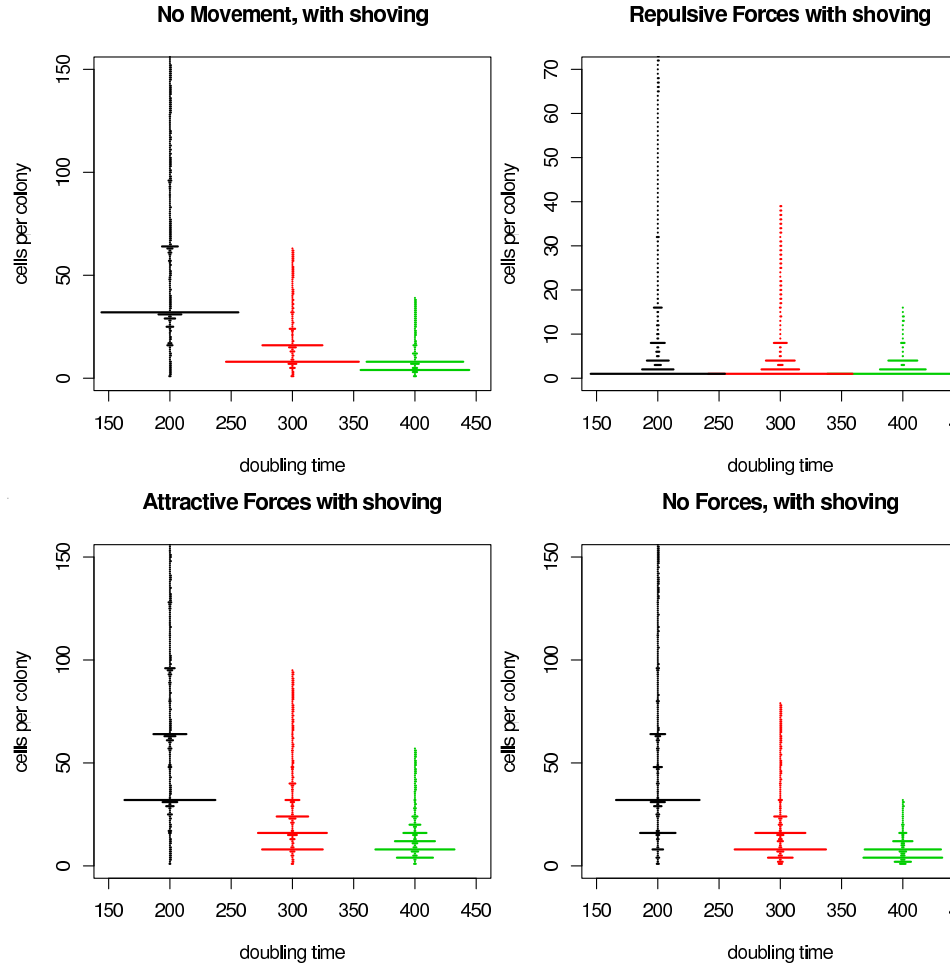 No Movement, with shoving
cells per colony
0 50 100 150
150 200 250 300 350 400 450
doubling time
Repulsive Forces with shoving
cells per colony
0 10 20 30 40 50 60 70
150 200 250 300 350 400
doubling time
Attractive Forces with shoving
cells per colony
0 50 100 150
150 200 250 300 350 400 450
doubling time
No Forces, with shoving
cells per colony
0 50 100 150
150 200 250 300 350 400
doubling time